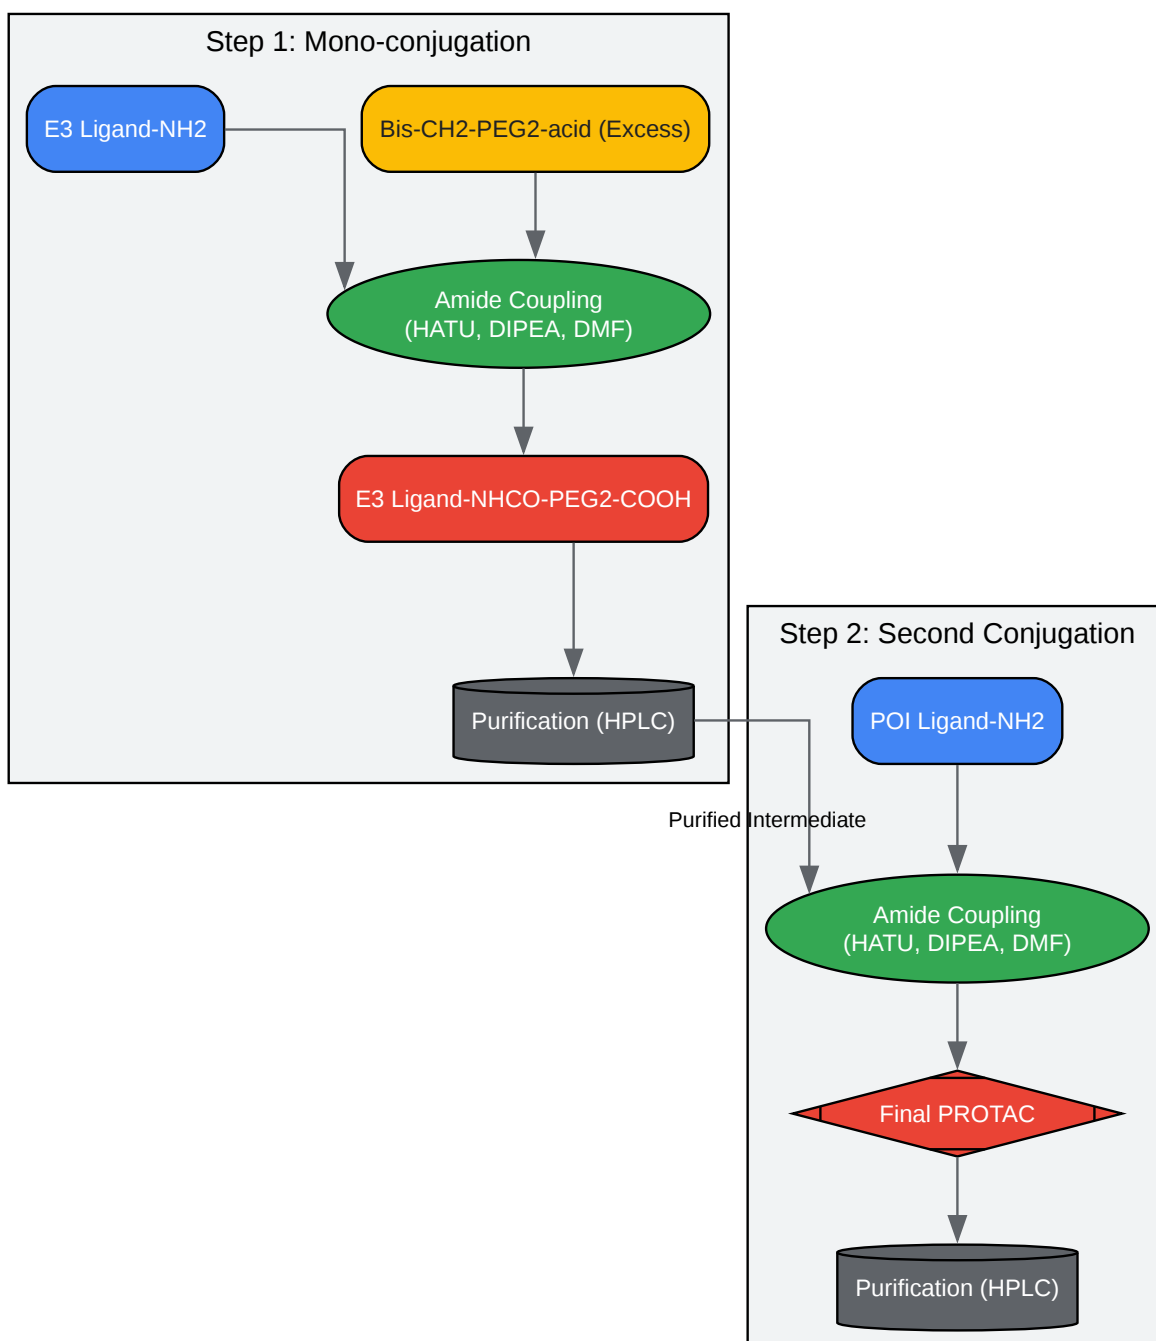 Step 1: Mono-conjugation
E3 Ligand-NH2
Bis-CH2-PEG2-acid (Excess)
Amide Coupling
(HATU, DIPEA, DMF)
E3 Ligand-NHCO-PEG2-COOH
Purification (HPLC)
Purified Intermediate
Step 2: Second Conjugation
POI Ligand-NH2
Amide Coupling
(HATU, DIPEA, DMF)
Final PROTAC
Purification (HPLC)